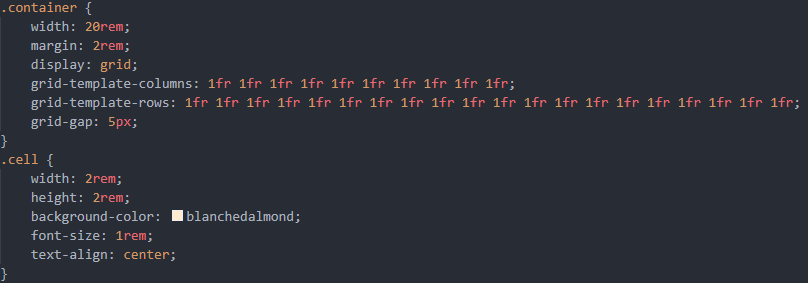 .container {
    width: 20rem;
    margin: 2rem;
    display: grid;
    grid-template-columns: 1fr 1fr 1fr 1fr 1fr 1fr 1fr 1fr 1fr 1fr;
    grid-template-rows: 1fr 1fr 1fr 1fr 1fr 1fr 1fr 1fr 1fr 1fr 1fr 1fr 1fr 1fr 1fr 1fr 1fr 1fr 1fr 1fr;
    grid-gap: 5px;
}
.cell {
    width: 2rem;
    height: 2rem;
    background-color: blanchedalmond;
    font-size: 1rem;
    text-align: center;
}